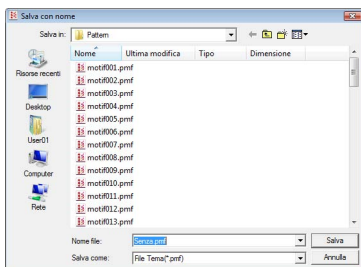 Salva con nome
Salva in: Pattern
Nome Ultima modifica Tipo Dimensione
Risorse recenti
Desktop
User01
Computer
Rete
motif001.pmf
motif002.pmf
motif003.pmf
motif004.pmf
motif005.pmf
motif006.pmf
motif007.pmf
motif008.pmf
motif009.pmf
motif010.pmf
motif011.pmf
motif012.pmf
motif013.pmf
Nome file: Senza.pmf Salva
Salva come: File Tema(*.pmf) Annulla